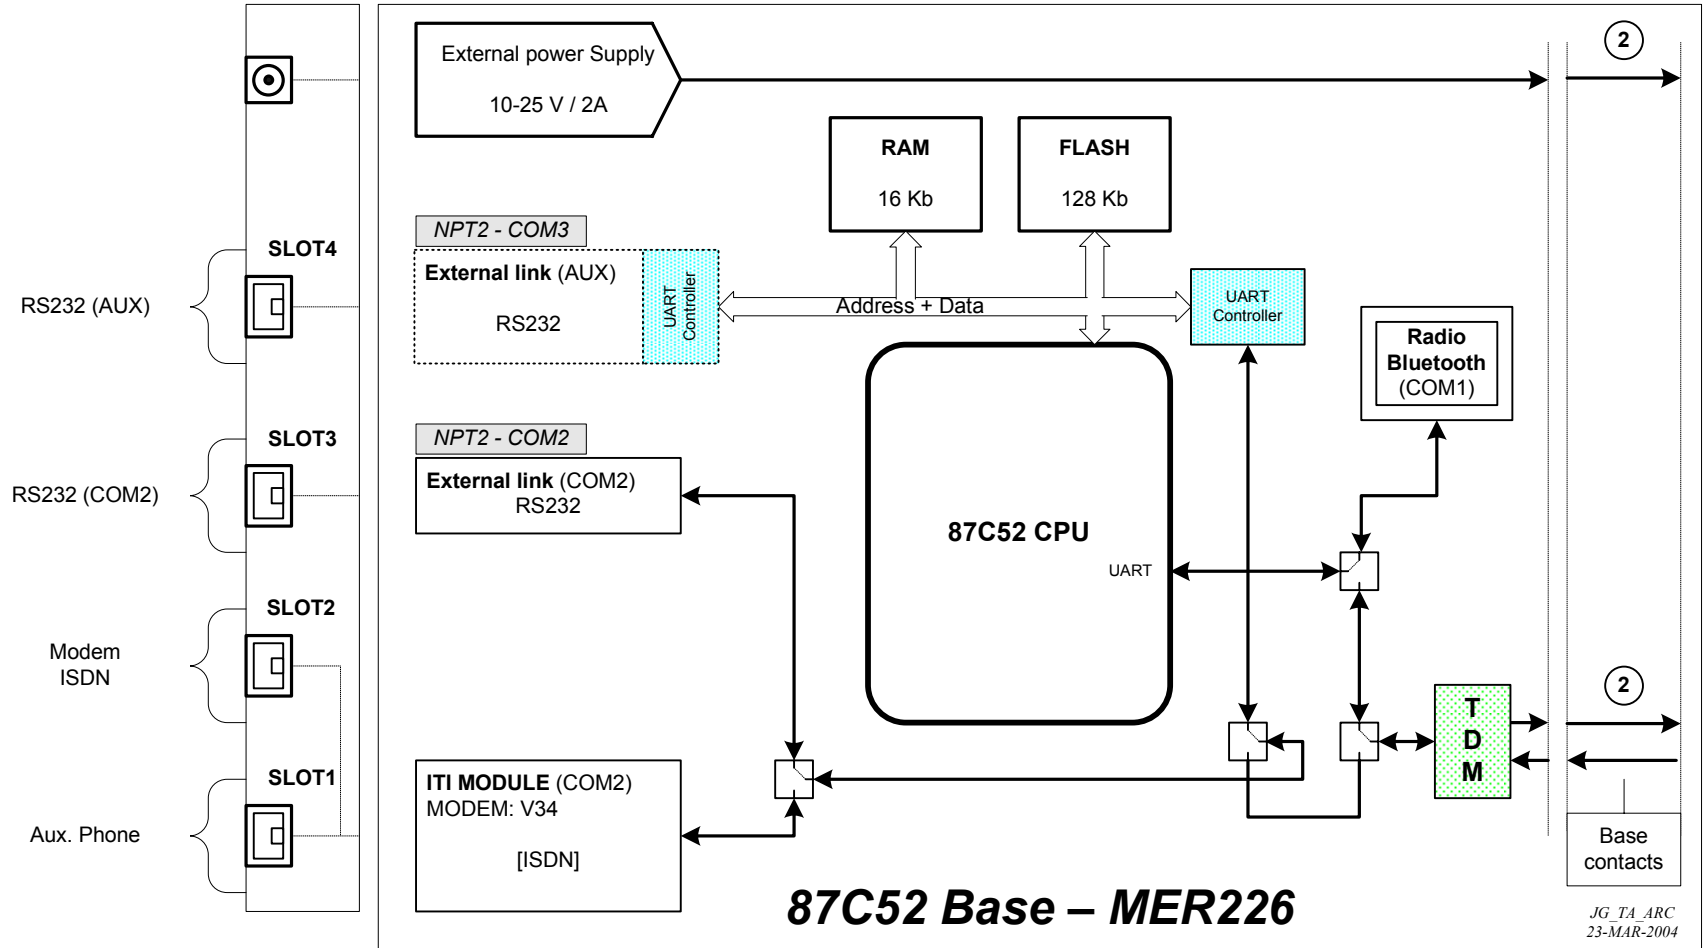 External power Supply
10-25 V / 2A
2
RAM
16 Kb
FLASH
128 Kb
NPT2 - COM3
SLOT4
External link (AUX)
RS232
UART
Controller
Address + Data
UART
Controller
RS232 (AUX)
Radio
Bluetooth
(COM1)
NPT2 - COM2
SLOT3
External link (COM2)
RS232
RS232 (COM2)
87C52 CPU
UART
SLOT2
Modem
ISDN
2
T
D
M
SLOT1
ITI MODULE (COM2)
MODEM: V34
[ISDN]
Aux. Phone
Base
contacts
87C52 Base – MER226
JG_TA_ARC
23-MAR-2004